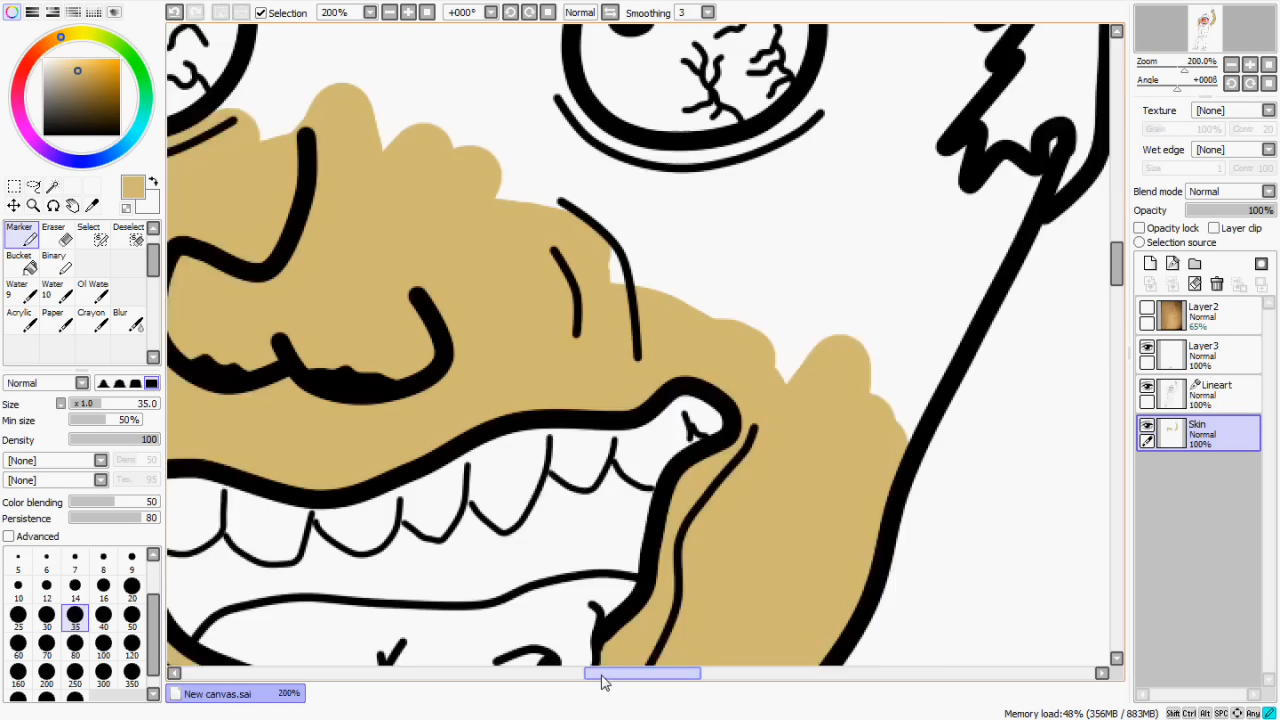 Selection 200% +000° Normal Smoothing 3
Zoom 200.0%
Angle +000ß
Texture [None]
Grain 100% Contr 20
Wet edge [None]
Size 1 Contr 100
Blend mode Normal
Opacity 100%
Opacity lock Layer clip
Selection source
Marker Eraser Select Deselect
Bucket Binary
Water 9 Water 10 Oil Wate
Acrylic Paper Crayon Blur
Normal
Size x 1.0 35.0
Min size 50%
Density 100
[None] Dens 50
[None] Tex. 95
Color blending 50
Persistence 80
Advanced
5 6 7 8 9
10 12 14 16 20
25 30 35 40 50
60 70 80 100 120
160 200 250 300 350
Layer2
Normal
65%
Layer3
Normal
100%
Lineart
Normal
100%
Skin
Normal
100%
New canvas.sai 200%
Memory load:48% (356MB / 883MB) Shift Ctrl Alt SPC Any